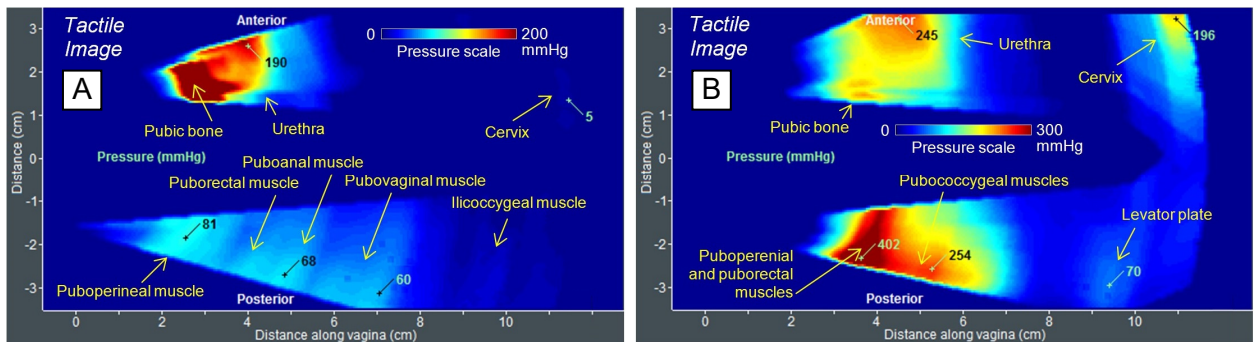 Tactile
Image
A
Anterior
0
200
mmHg
Pressure scale
190
Pubic bone
Urethra
Cervix
5
Pressure (mmHg)
Puboanal muscle
Puborectal muscle
Pubovaginal muscle
Ilicoccygeal muscle
81
68
60
Puboperineal muscle
Posterior
Distance (cm)
3
2
1
0
-1
-2
-3
0
2
4
6
8
10
Distance along vagina (cm)
Tactile
Image
B
Anterior
245
Urethra
196
Cervix
Pubic bone
0
300
mmHg
Pressure scale
Pressure (mmHg)
Pubococcygeal muscles
Levator plate
402
254
70
Puboperenial
and puborectal
muscles
Posterior
Distance (cm)
3
2
1
0
-1
-2
-3
0
2
4
6
8
10
Distance along vagina (cm)